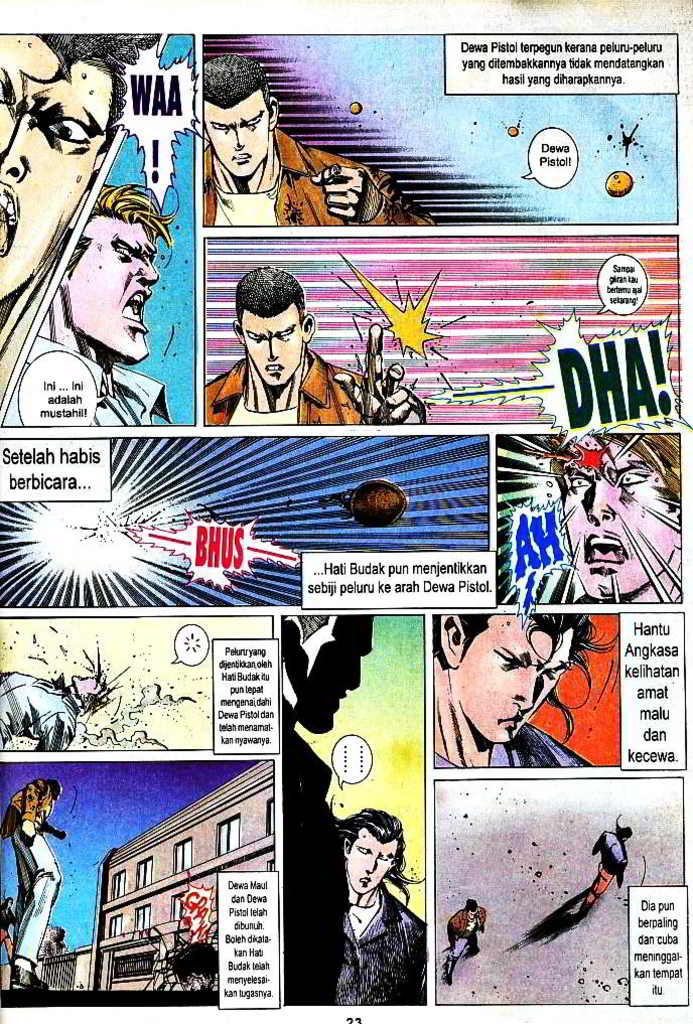 WAA
!
Ini ... Ini
adalah
mustahil!
Dewa Pistol terpegun kerana peluru-peluru
yang ditembakkannya tidak mendatangkan
hasil yang diharapkannya.
Dewa
Pistol!
Sampai
giliran kau
bertemu ajal
sekarang!
DHA!
Setelah habis
berbicara...
BHUS
...Hati Budak pun menjentikkan
sebiji peluru ke arah Dewa Pistol.
AH
!
Peluru yang
dijentikkan oleh
Hati Budak itu
pun tepat
mengenai dahi
Dewa Pistol dan
telah menamat-
kan nyawanya.
Hantu
Angkasa
kelihatan
amat
malu
dan
kecewa.
Dewa Maul
dan Dewa
Pistol telah
dibunuh.
Boleh dikata-
kan Hati
Budak telah
menyelesai-
kan tugasnya.
Dia pun
berpaling
dan cuba
meninggal-
kan tempat
itu.
23